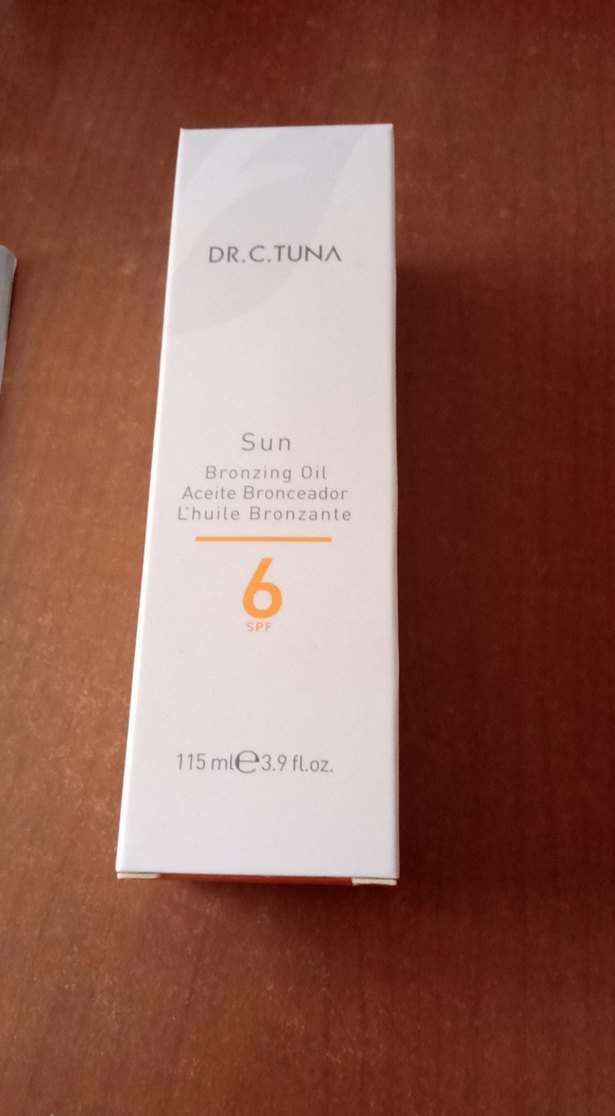 DR.C.TUNA
Sun
Bronzing Oil
Aceite Bronceador
L'huile Bronzante
6
SPF
115 ml℮3.9 fl.oz.